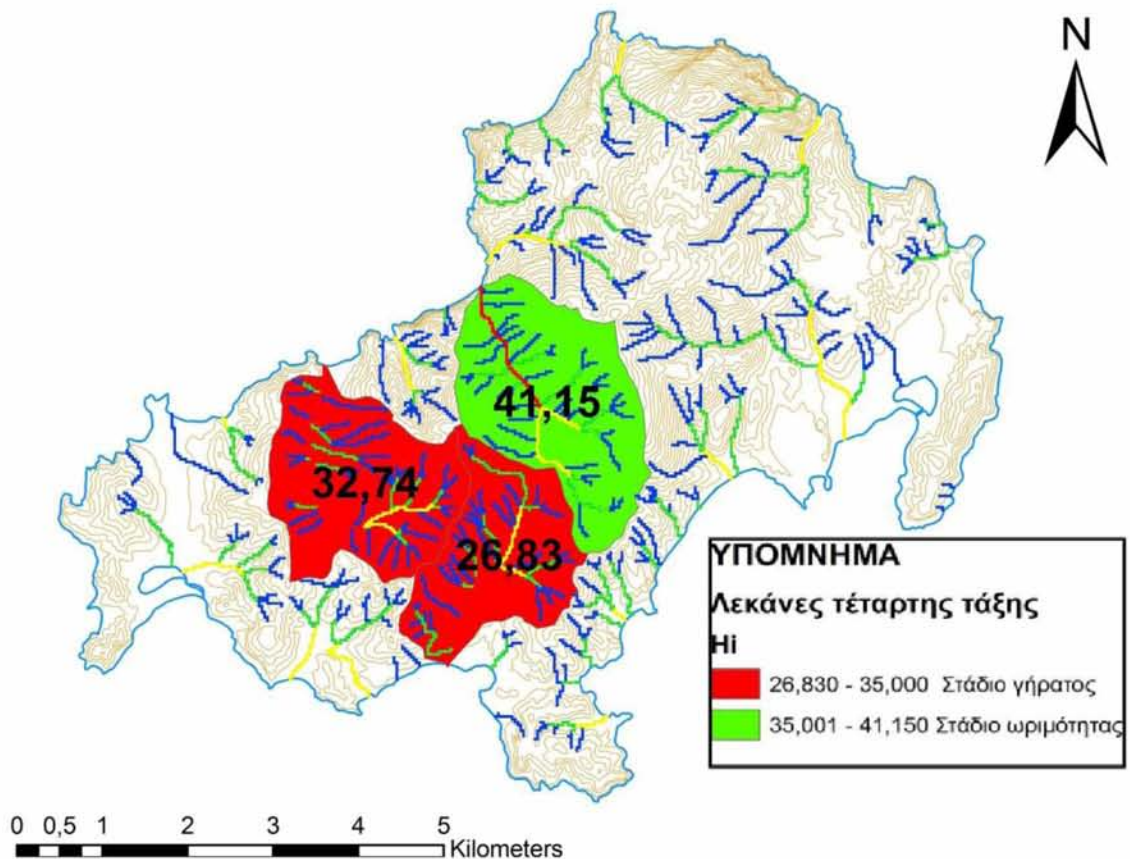 N
41,15
32,74
26,83
ΥΠΟΜΝΗΜΑ
Λεκάνες τέταρτης τάξης
Hi
26,830 - 35,000 Στάδιο γήρατος
35,001 - 41,150 Στάδιο ωριμότητας
0 0,5 1 2 3 4 5
Kilometers